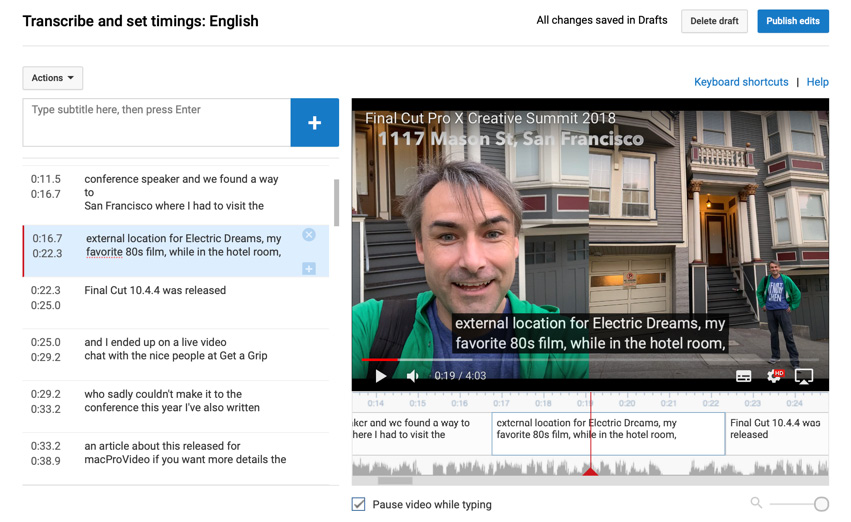 Transcribe and set timings: English
All changes saved in Drafts
Delete draft
Publish edits
Actions
Keyboard shortcuts | Help
Type subtitle here, then press Enter
+
0:11.5
0:16.7
conference speaker and we found a way
to
San Francisco where I had to visit the
0:16.7
0:22.3
external location for Electric Dreams, my
favorite 80s film, while in the hotel room,
0:22.3
0:25.0
Final Cut 10.4.4 was released
0:25.0
0:29.2
and I ended up on a live video
chat with the nice people at Get a Grip
0:29.2
0:33.2
who sadly couldn't make it to the
conference this year I've also written
0:33.2
0:38.9
an article about this released for
macProVideo if you want more details the
Final Cut Pro X Creative Summit 2018
1117 Mason St, San Francisco
external location for Electric Dreams, my
favorite 80s film, while in the hotel room,
0:19 / 4:03
HD
0:14 0:15 0:16 0:17 0:18 0:19 0:20 0:21 0:22 0:23 0:24
ker and we found a way to
here I had to visit the
external location for Electric Dreams, my
favorite 80s film, while in the hotel room,
Final Cut 10.4.4 was
released
Pause video while typing